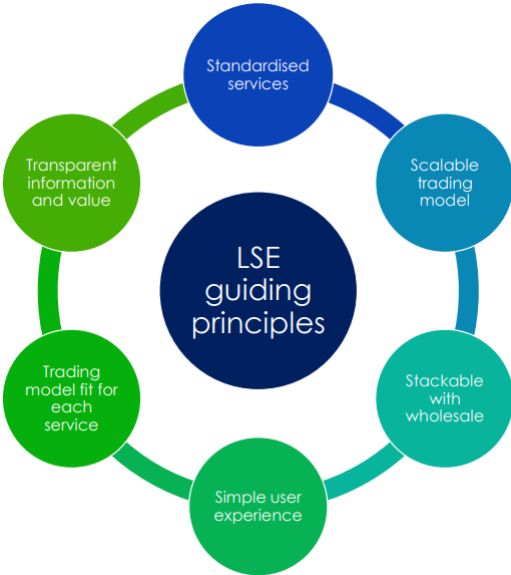 Standardised
services
Scalable
trading
model
Stackable
with
wholesale
Simple user
experience
Trading
model fit for
each
service
Transparent
information
and value
LSE
guiding
principles